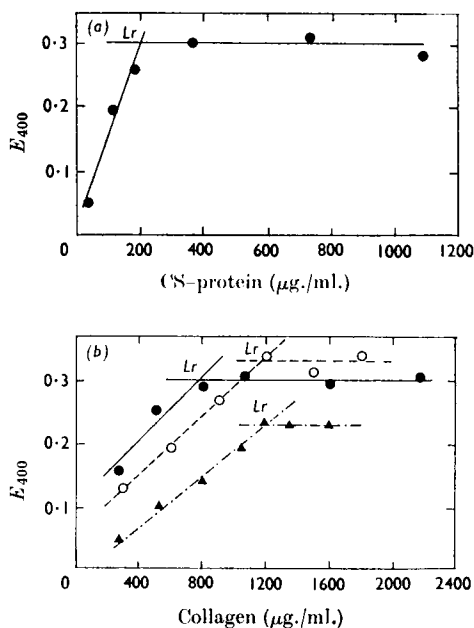 (a)
Lr
0·3
0·2
0·1
E400
0 200 400 600 800 1000 1200
CS–protein (μg./ml.)
(b)
Lr Lr
0·3
Lr
0·2
0·1
E400
0 400 800 1200 1600 2000 2400
Collagen (μg./ml.)